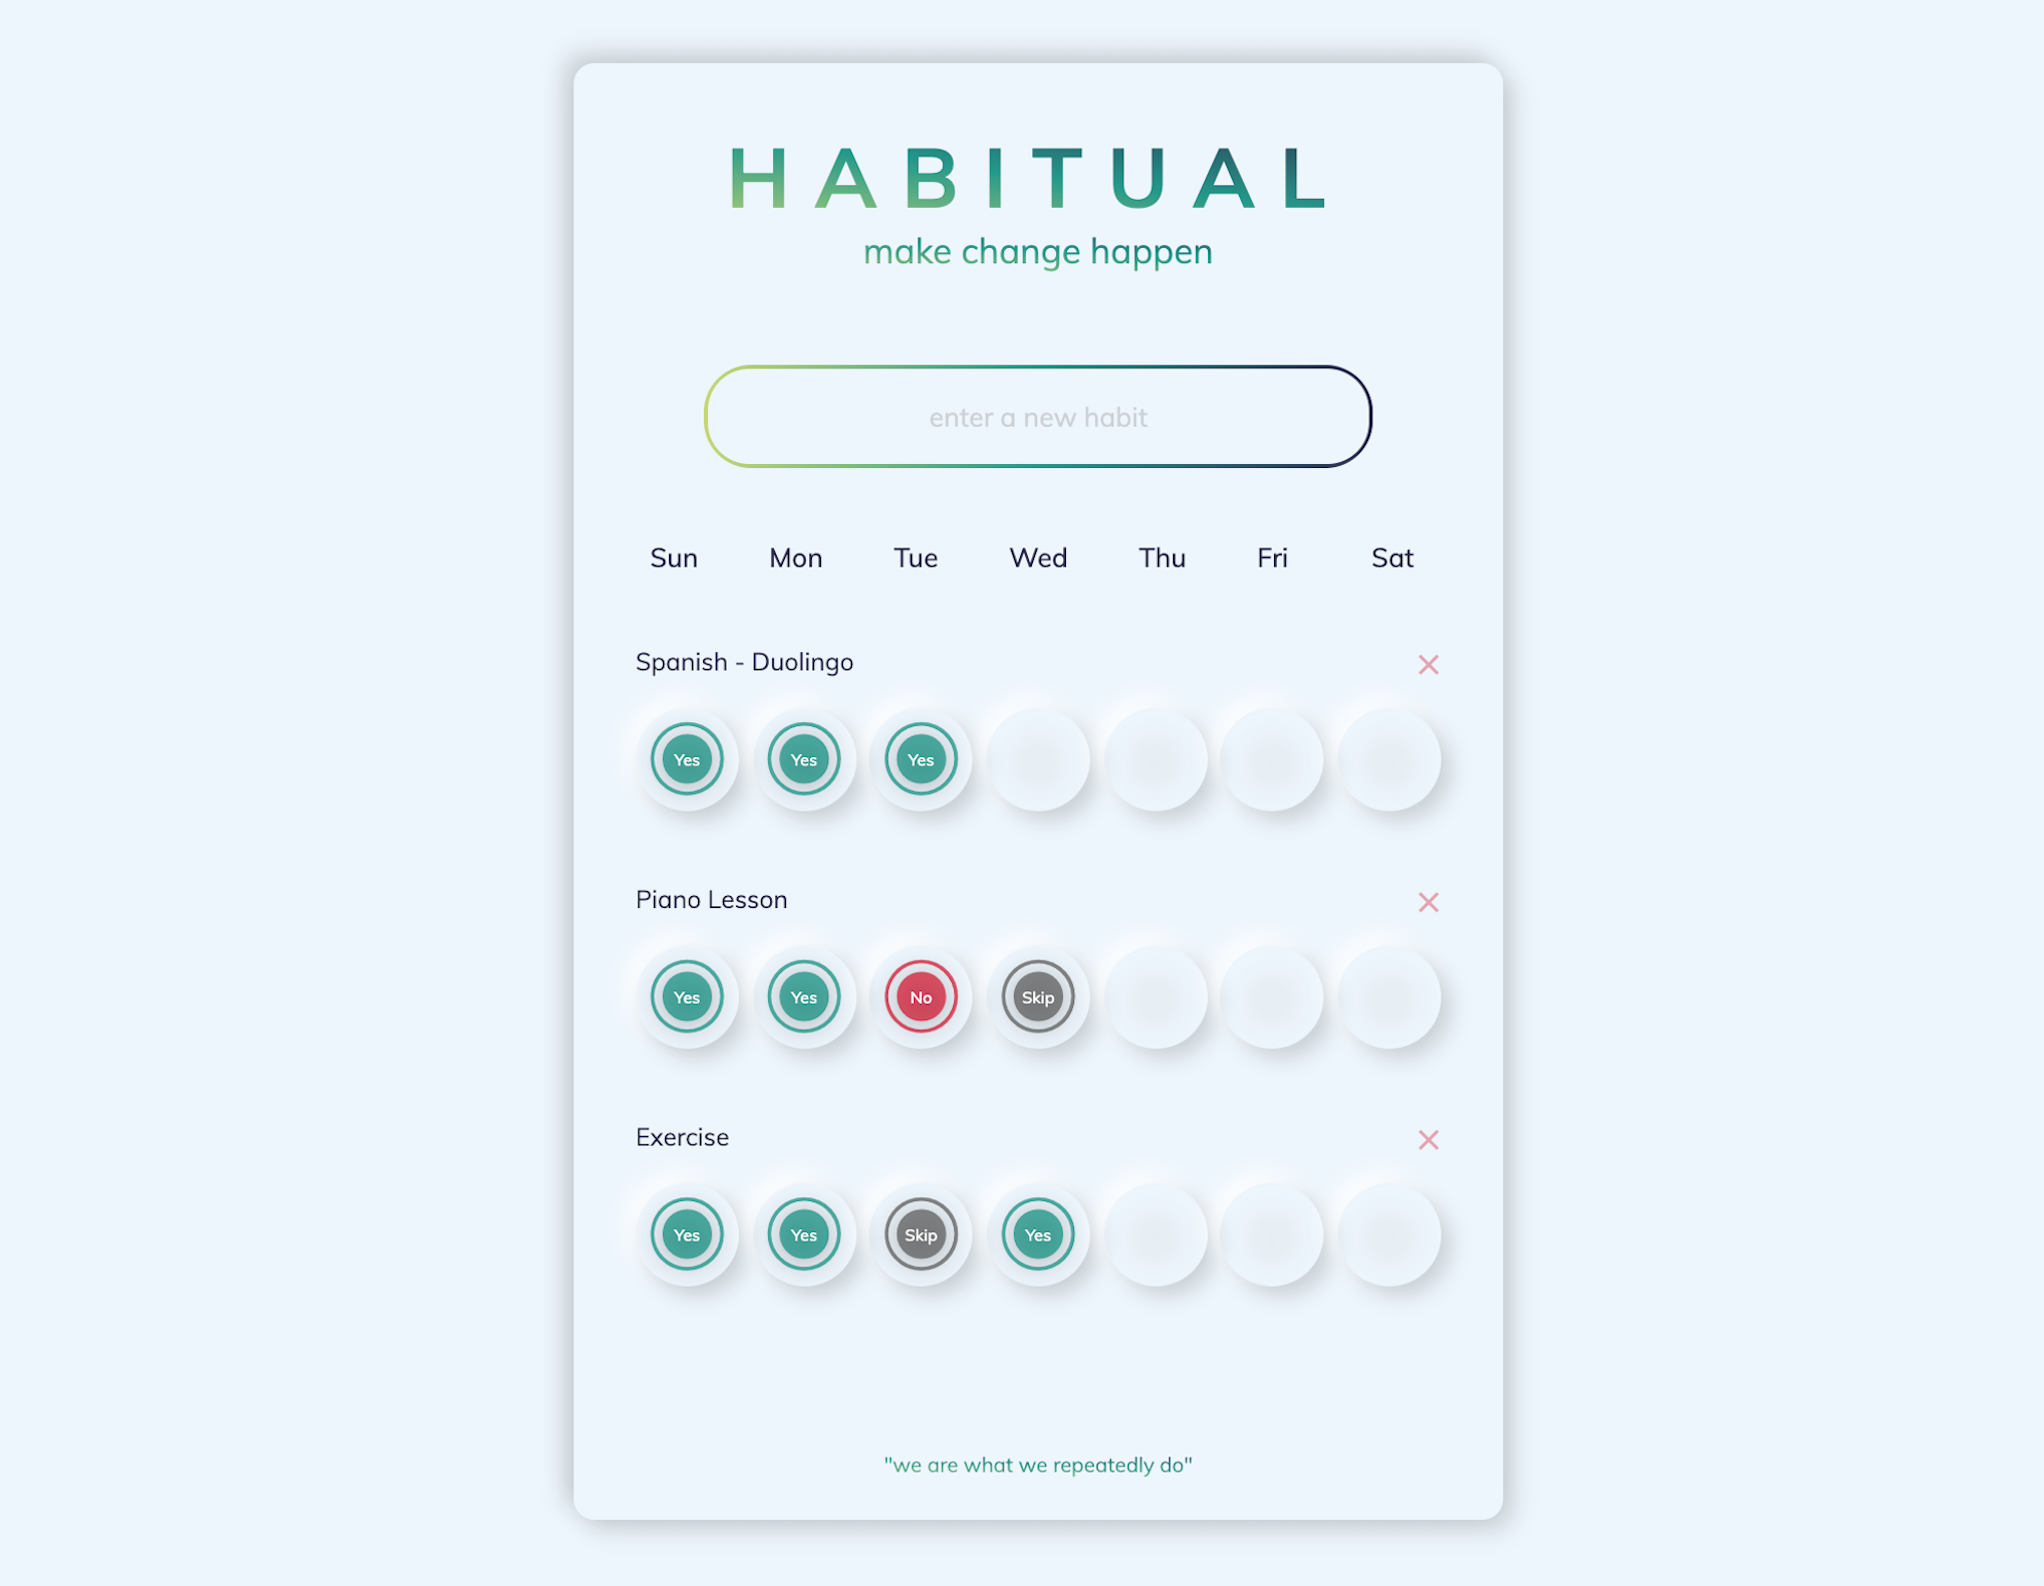 HABITUAL
make change happen
enter a new habit
Sun Mon Tue Wed Thu Fri Sat
Spanish - Duolingo
Yes Yes Yes
Piano Lesson
Yes Yes No Skip
Exercise
Yes Yes Skip Yes
"we are what we repeatedly do"